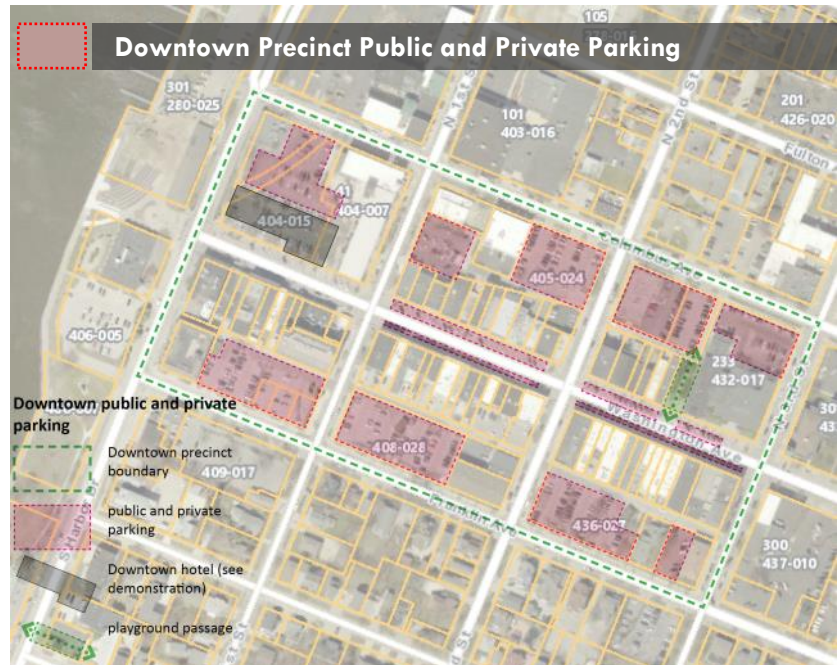 Downtown Precinct Public and Private Parking
105
301
280-025
N 1st St
101
403-016
N 2nd St
201
426-020
Fulton
41
404-007
404-015
Columbus Ave
405-024
406-005
233
432-017
Washington Ave
408-028
409-017
Franklin Ave
436-027
300
437-010
S Harbor Dr
Downtown public and private
parking
Downtown precinct
boundary
public and private
parking
Downtown hotel (see
demonstration)
playground passage